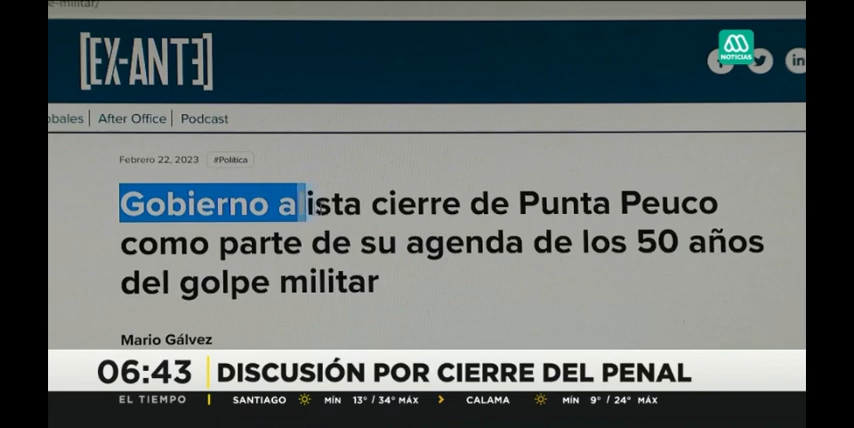 e-militar/
[EX-ANTE]
NOTICIAS
in
obales | After Office | Podcast
Febrero 22, 2023 #Política
Gobierno alista cierre de Punta Peuco
como parte de su agenda de los 50 años
del golpe militar
Mario Gálvez
06:43 DISCUSIÓN POR CIERRE DEL PENAL
EL TIEMPO SANTIAGO MÍN 13° / 34° MÁX CALAMA MÍN 9° / 24° MÁX